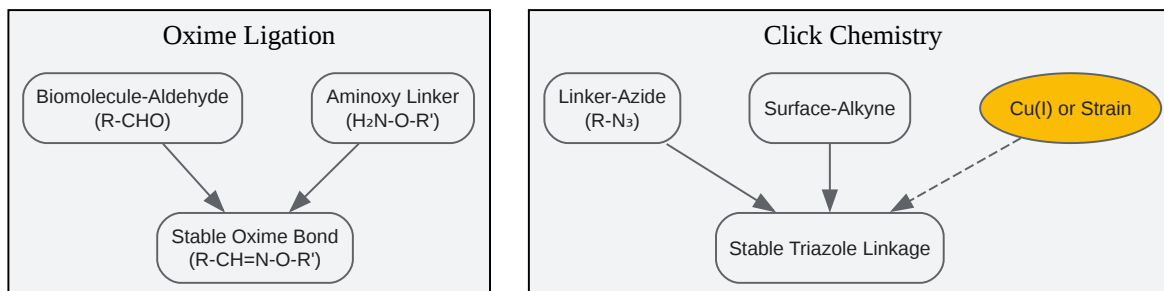 Oxime Ligation
Biomolecule-Aldehyde
(R-CHO)
Aminoxy Linker
(H₂N-O-R')
Stable Oxime Bond
(R-CH=N-O-R')
Click Chemistry
Linker-Azide
(R-N₃)
Surface-Alkyne
Cu(I) or Strain
Stable Triazole Linkage